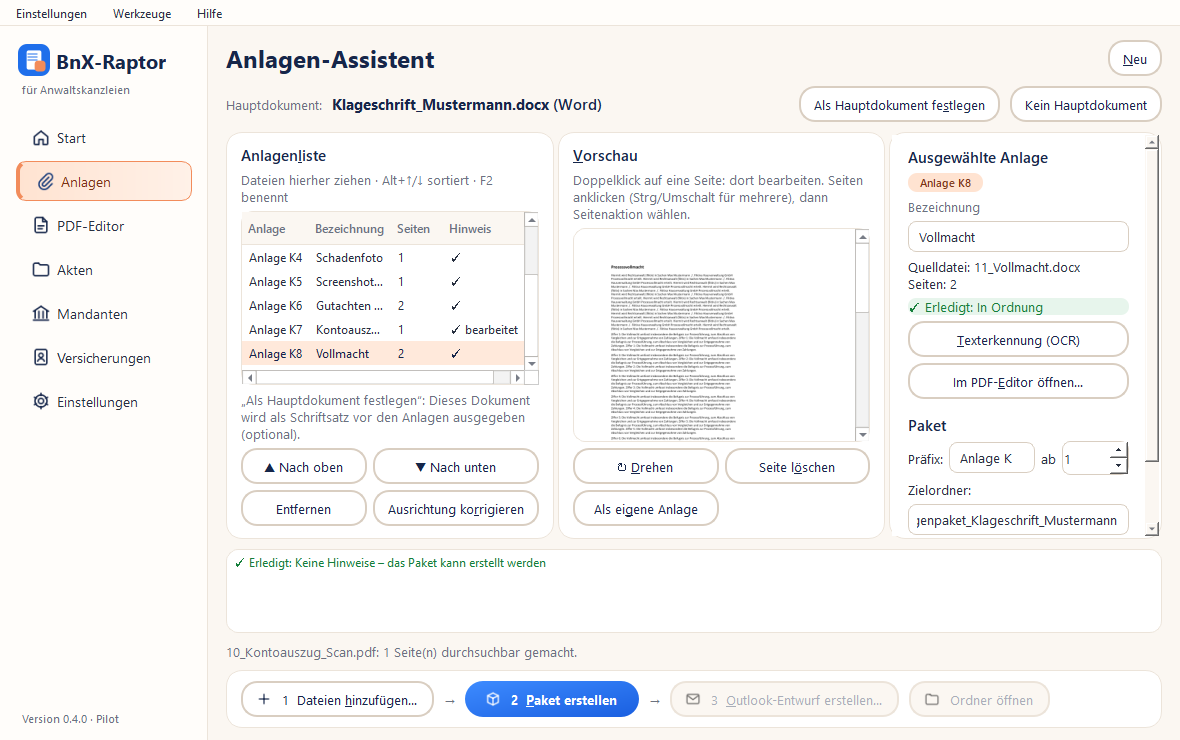 Einstellungen Werkzeuge Hilfe
BnX-Raptor
für Anwaltskanzleien
Start
Anlagen
PDF-Editor
Akten
Mandanten
Versicherungen
Einstellungen
Version 0.4.0 · Pilot
Anlagen-Assistent
Neu
Hauptdokument: Klageschrift_Mustermann.docx (Word)
Als Hauptdokument festlegen
Kein Hauptdokument
Anlagenliste
Dateien hierher ziehen · Alt+↑/↓ sortiert · F2
benennt
Anlage Bezeichnung Seiten Hinweis
Anlage K4 Schadenfoto 1 ✓
Anlage K5 Screenshot... 1 ✓
Anlage K6 Gutachten ... 2 ✓
Anlage K7 Kontoausz... 1 ✓ bearbeitet
Anlage K8 Vollmacht 2 ✓
„Als Hauptdokument festlegen“: Dieses Dokument
wird als Schriftsatz vor den Anlagen ausgegeben
(optional).
▲ Nach oben
▼ Nach unten
Entfernen
Ausrichtung korrigieren
Vorschau
Doppelklick auf eine Seite: dort bearbeiten. Seiten
anklicken (Strg/Umschalt für mehrere), dann
Seitenaktion wählen.
Prozessvollmacht
↻ Drehen
Seite löschen
Als eigene Anlage
Ausgewählte Anlage
Anlage K8
Bezeichnung
Vollmacht
Quelldatei: 11_Vollmacht.docx
Seiten: 2
✓ Erledigt: In Ordnung
Texterkennung (OCR)
Im PDF-Editor öffnen...
Paket
Präfix: Anlage K ab 1
Zielordner:
genpaket_Klageschrift_Mustermann
✓ Erledigt: Keine Hinweise – das Paket kann erstellt werden
10_Kontoauszug_Scan.pdf: 1 Seite(n) durchsuchbar gemacht.
1 Dateien hinzufügen... → 2 Paket erstellen → 3 Outlook-Entwurf erstellen... Ordner öffnen